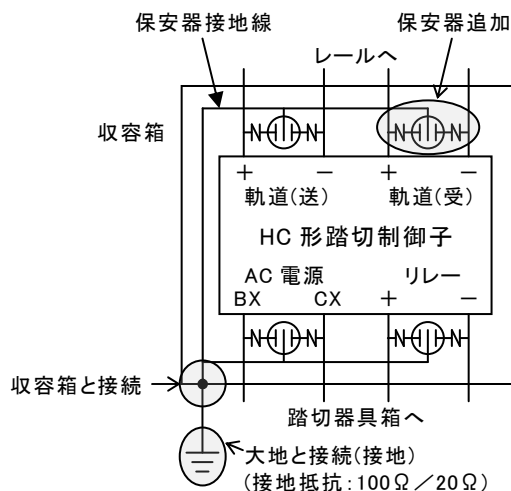 保安器接地線
保安器追加
レールへ
収容箱
N N N N
+ − + −
軌道(送) 軌道(受)
HC 形踏切制御子
AC 電源 リレー
BX CX + −
N N N N
収容箱と接続
踏切器具箱へ
大地と接続(接地)
(接地抵抗:100Ω/20Ω)